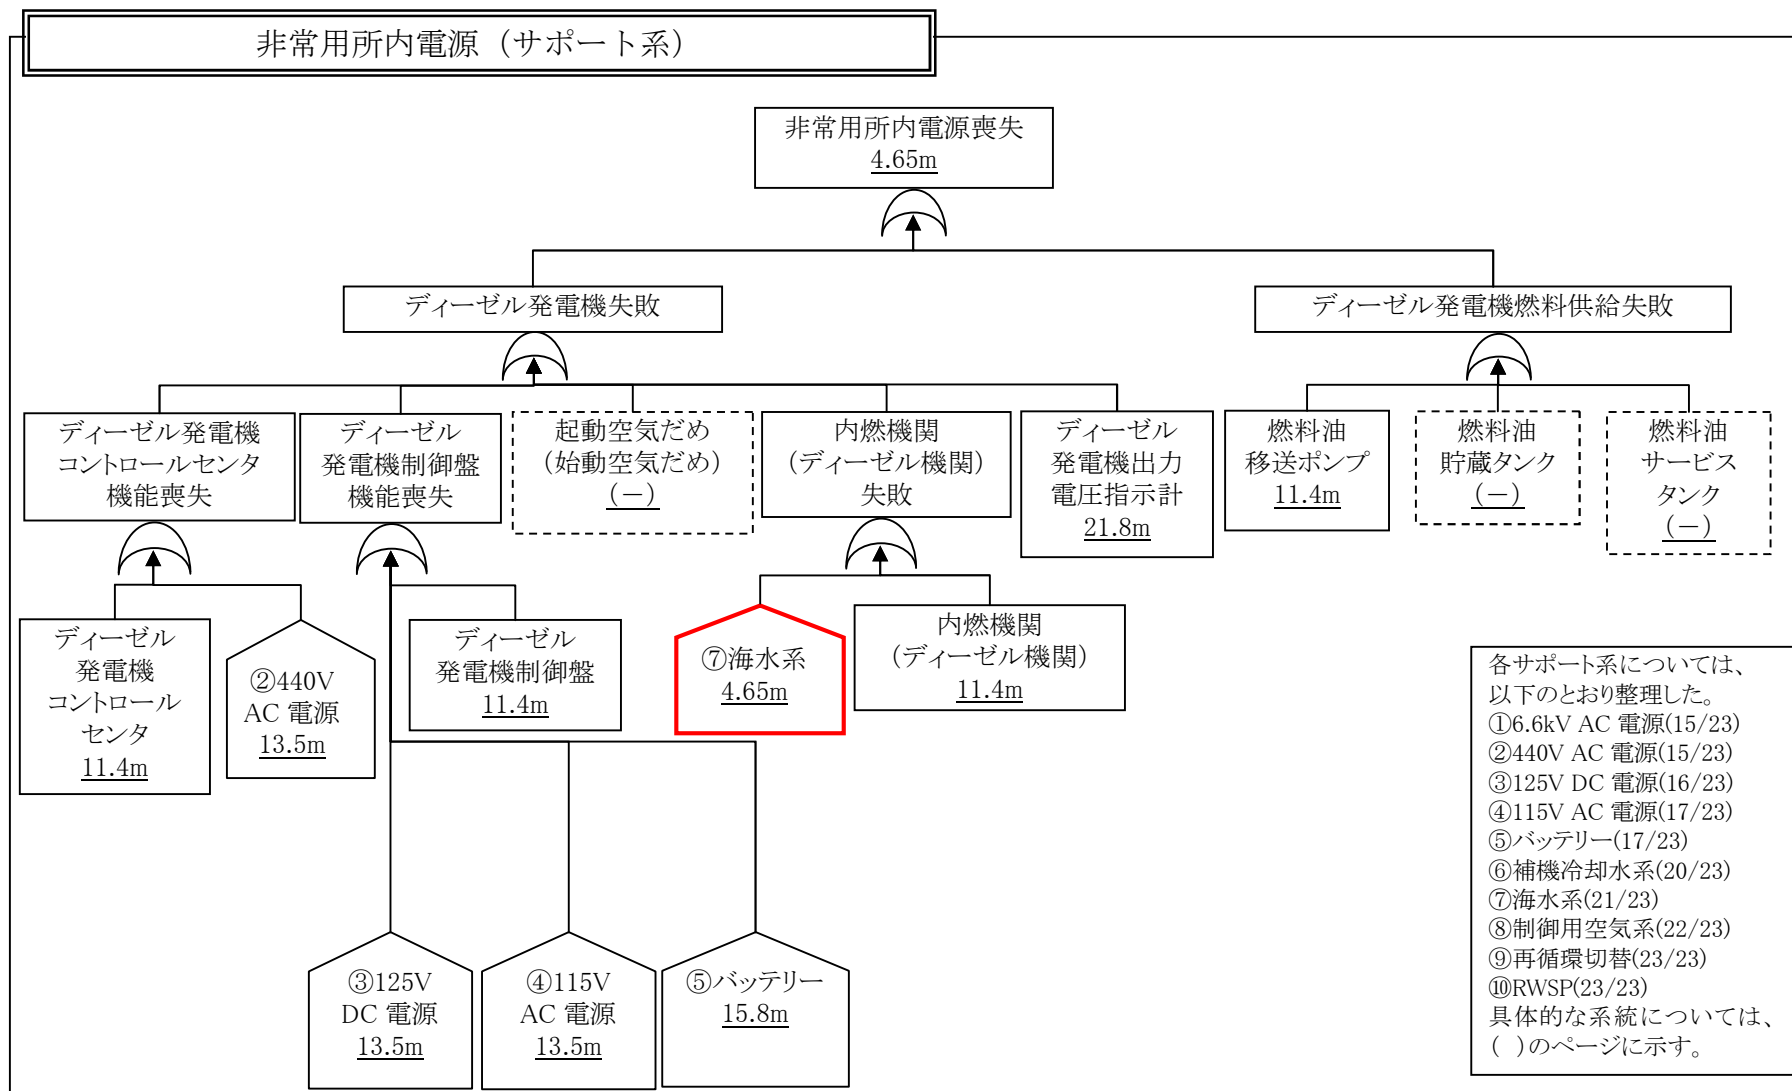 非常用所内電源（サポート系）
非常用所内電源喪失
4.65m
ディーゼル発電機失敗
ディーゼル発電機燃料供給失敗
ディーゼル発電機
コントロールセンタ
機能喪失
ディーゼル
発電機制御盤
機能喪失
起動空気だめ
(始動空気だめ)
(－)
内燃機関
(ディーゼル機関)
失敗
ディーゼル
発電機出力
電圧指示計
21.8m
燃料油
移送ポンプ
11.4m
燃料油
貯蔵タンク
(－)
燃料油
サービス
タンク
(－)
ディーゼル
発電機
コントロール
センタ
11.4m
②440V
AC 電源
13.5m
ディーゼル
発電機制御盤
11.4m
⑦海水系
4.65m
内燃機関
(ディーゼル機関)
11.4m
③125V
DC 電源
13.5m
④115V
AC 電源
13.5m
⑤バッテリー
15.8m
各サポート系については、
以下のとおり整理した。
①6.6kV AC 電源(15/23)
②440V AC 電源(15/23)
③125V DC 電源(16/23)
④115V AC 電源(17/23)
⑤バッテリー(17/23)
⑥補機冷却水系(20/23)
⑦海水系(21/23)
⑧制御用空気系(22/23)
⑨再循環切替(23/23)
⑩RWSP(23/23)
具体的な系統については、
( )のページに示す。